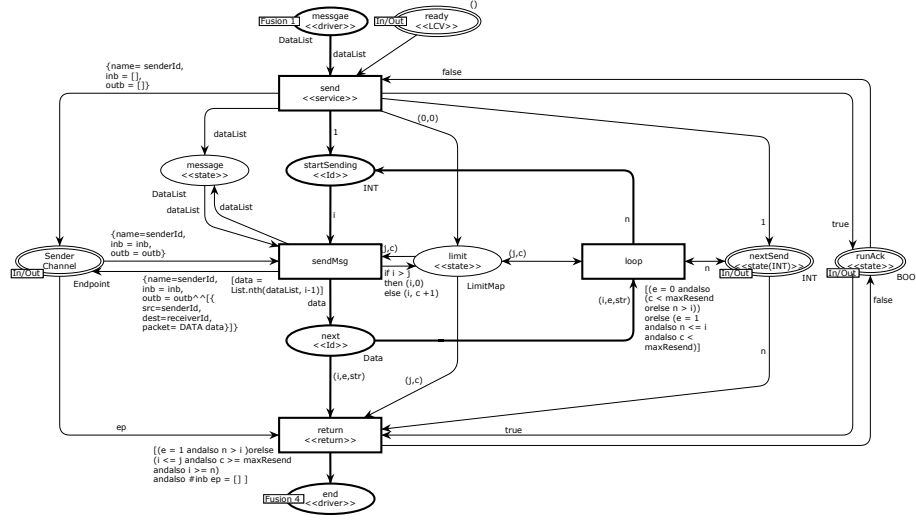 ()
messgae
<<driver>>
Fusion 1
ready
<<LCV>>
In/Out
DataList
dataList
{name= senderId,
inb = [],
outb = []}
false
send
<<service>>
(0,0)
dataList
1
message
<<state>>
startSending
<<Id>>
DataList
INT
dataList
dataList
i
n
1
true
{name=senderId,
inb = inb,
outb = outb}
Sender
Channel
In/Out
Endpoint
sendMsg
(j,c)
if i > j
then (i,0)
else (i, c +1)
limit
<<state>>
LimitMap
(j,c)
loop
n
nextSend
<<state(INT)>>
In/Out
INT
runAck
<<state>>
In/Out
BOO
{name=senderId,
inb = inb,
outb = outb^^[{
src=senderId,
dest=receiverId,
packet= DATA data}]}
[data =
List.nth(dataList, i-1)]
data
(i,e,str)
[(e = 0 andalso
(c < maxResend
orelse n > i))
orelse (e = 1
andalso n <= i
andalso c <
maxResend)]
false
next
<<Id>>
Data
n
(i,e,str)
(j,c)
ep
return
<<return>>
true
[(e = 1 andalso n > i )orelse
(i <= j andalso c >= maxResend
andalso i >= n)
andalso #inb ep = [] ]
end
<<driver>>
Fusion 4